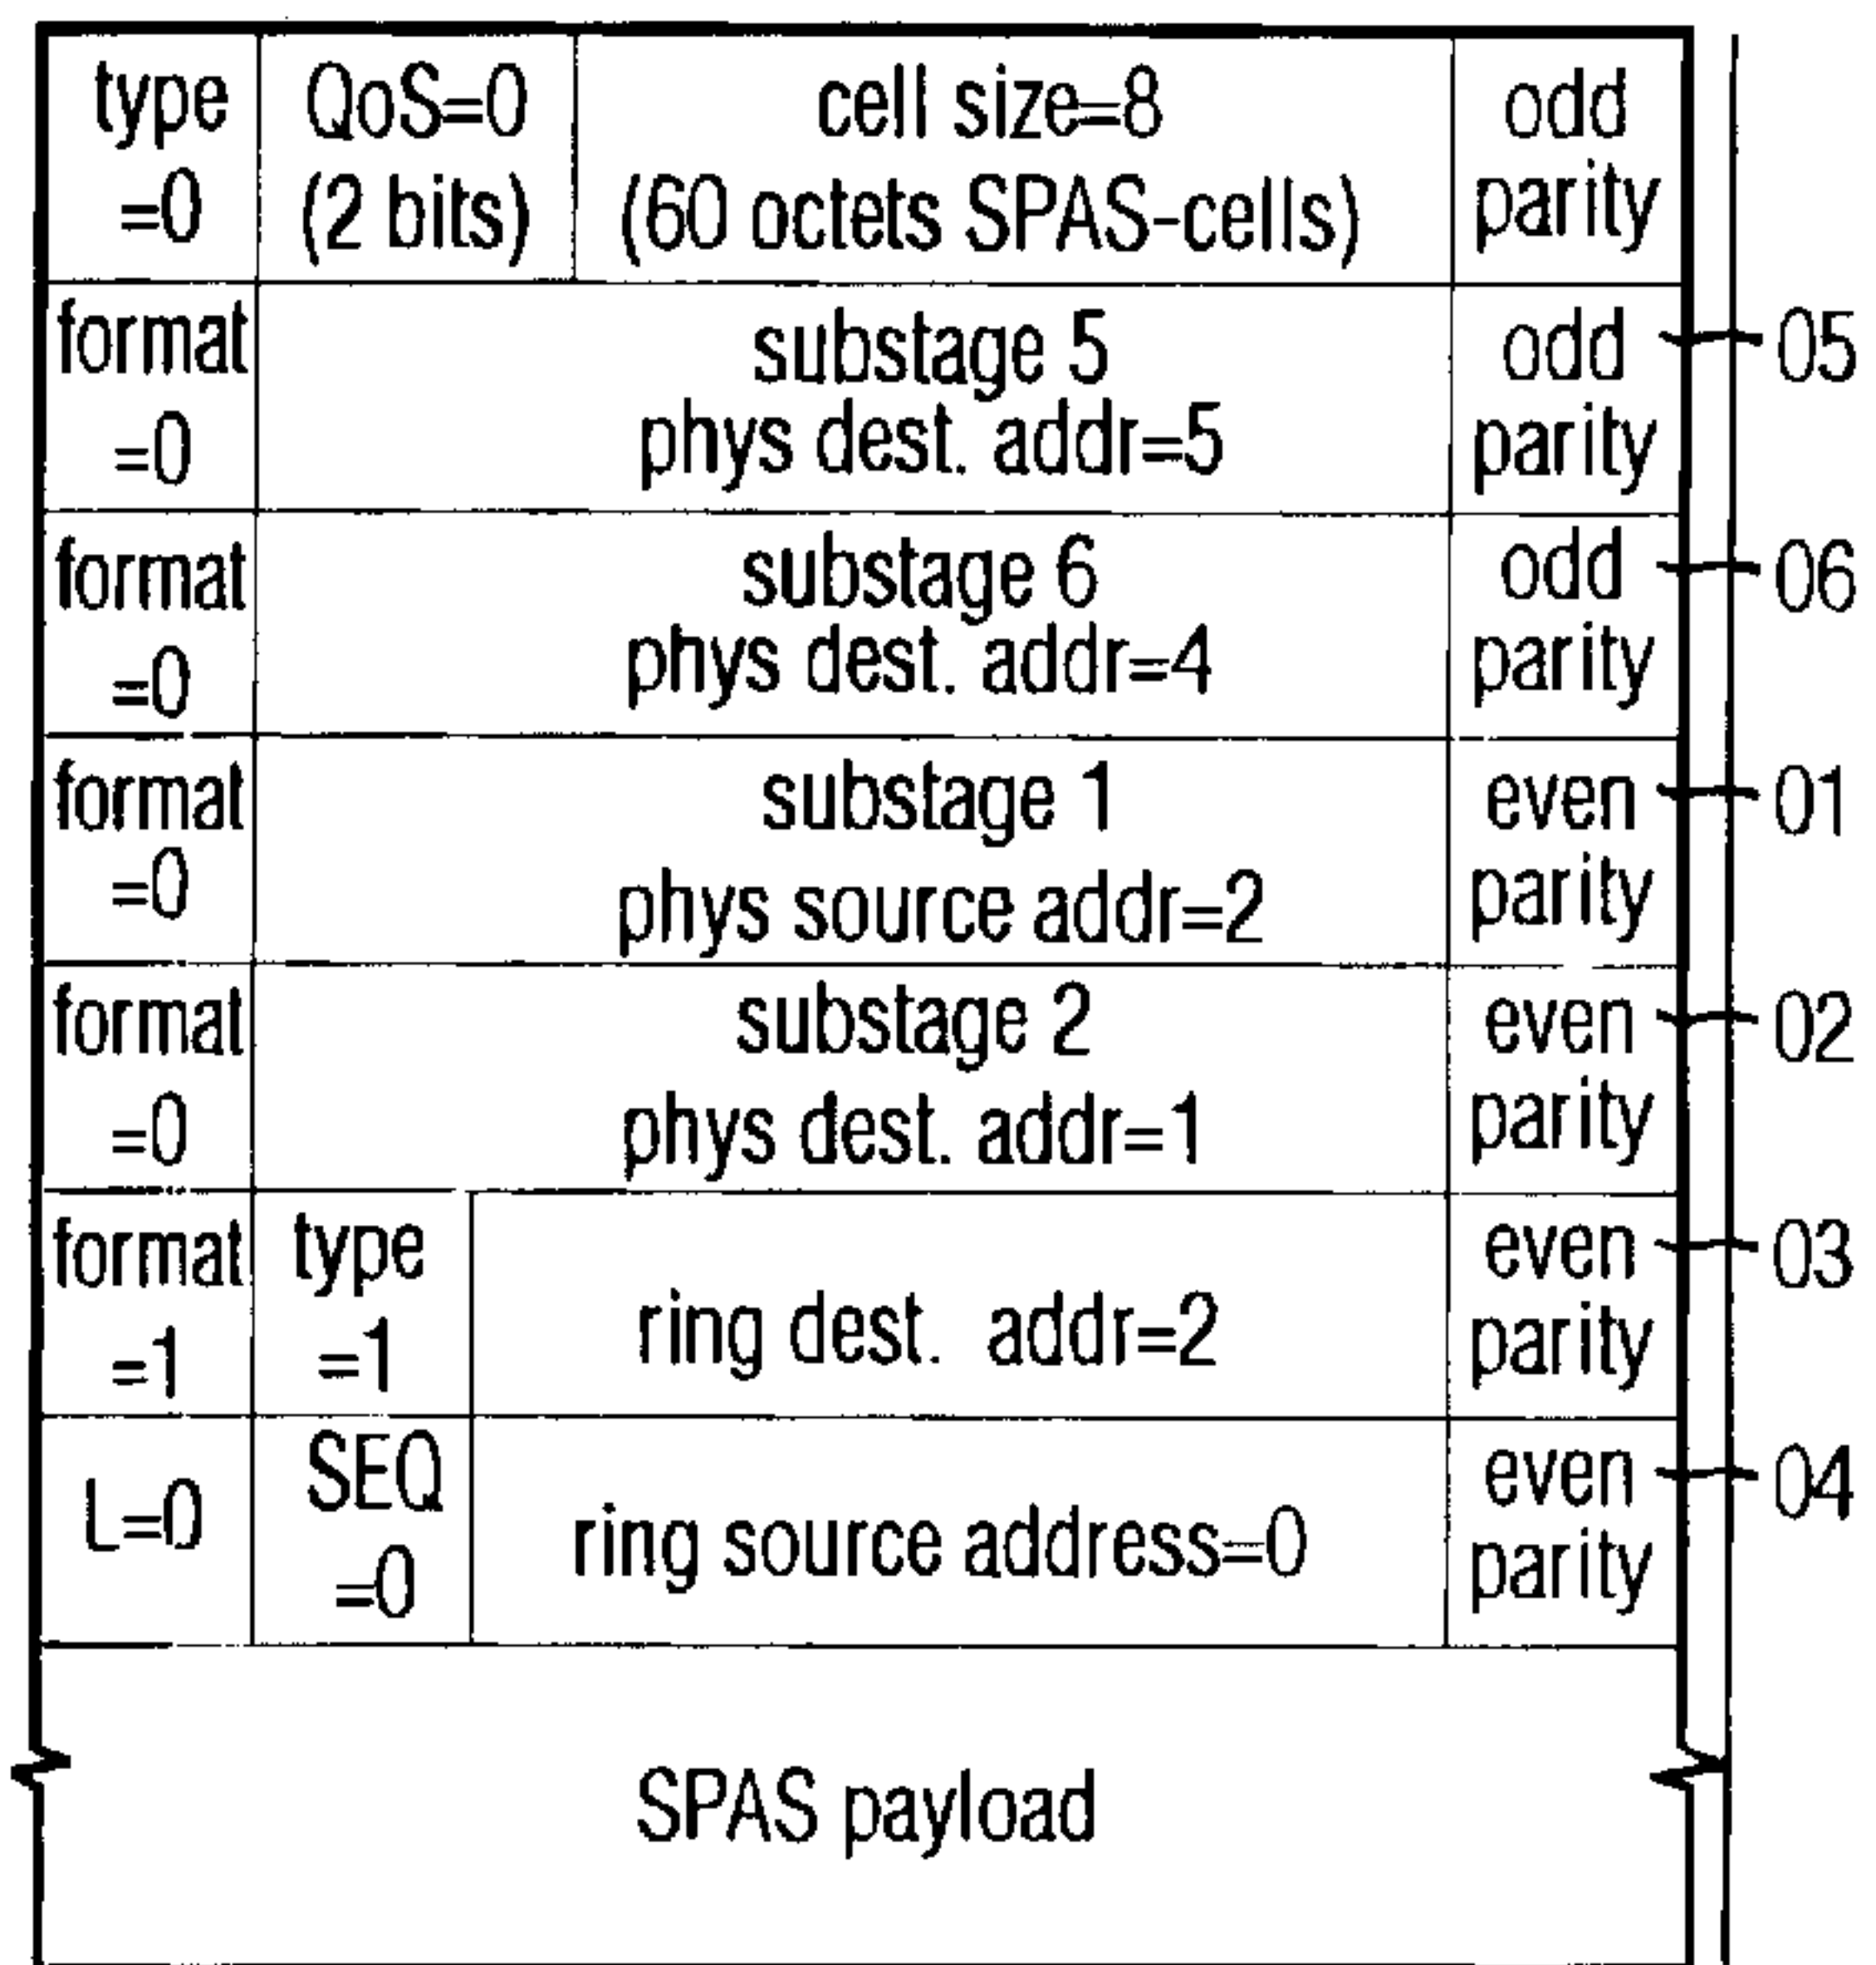 type
=0
QoS=0
(2 bits)
cell size=8
(60 octets SPAS-cells)
odd
parity
format
=0
substage 5
phys dest. addr=5
odd
parity
05
format
=0
substage 6
phys dest. addr=4
odd
parity
06
format
=0
substage 1
phys source addr=2
even
parity
01
format
=0
substage 2
phys dest. addr=1
even
parity
02
format
=1
type
=1
ring dest. addr=2
even
parity
03
L=0
SEQ
=0
ring source address=0
even
parity
04
SPAS payload